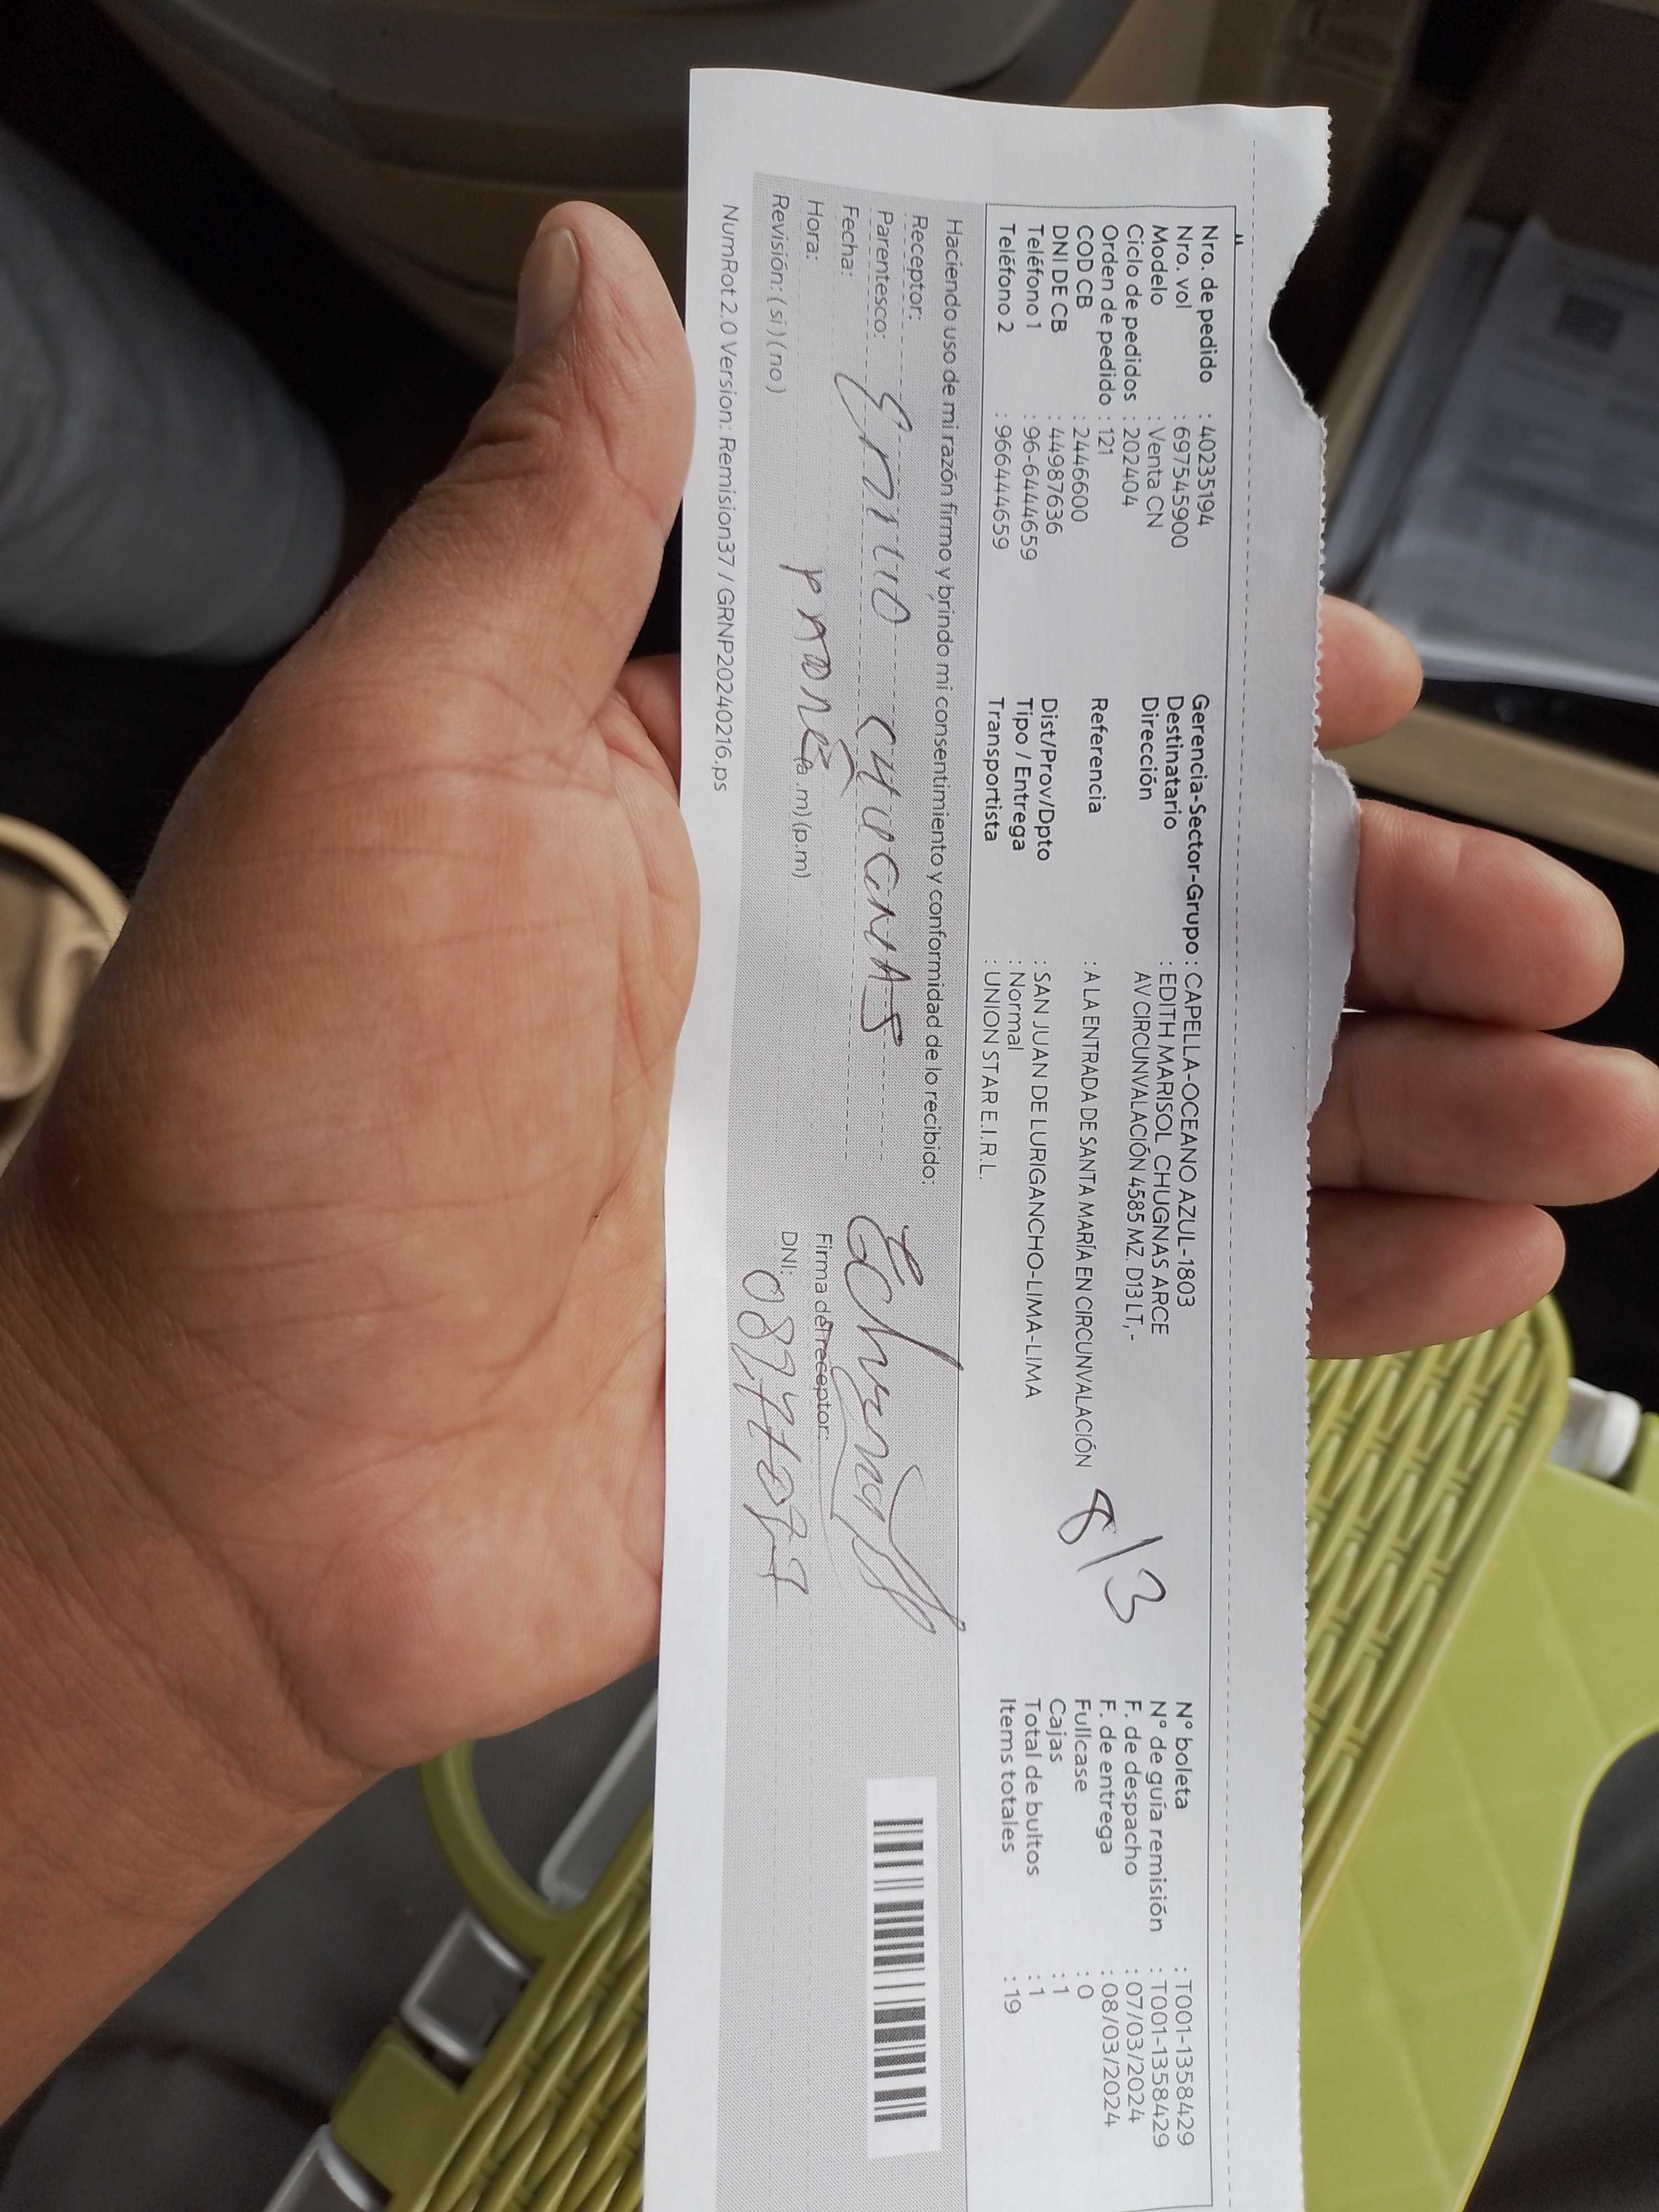 Nro. de pedido : 40235194
Nro. vol : 697545900
Modelo : Venta CN
Ciclo de pedidos : 202404
Orden de pedido : 121
COD CB : 2446600
DNI DE CB : 44987636
Teléfono 1 : 96-6444659
Teléfono 2 : 966444659
Gerencia-Sector-Grupo : CAPELLA-OCEANO AZUL-1803
Destinatario : EDITH MARISOL CHUGNAS ARCE
Dirección AV CIRCUNVALACIÓN 4585 MZ. D13 LT, -
Referencia : A LA ENTRADA DE SANTA MARÍA EN CIRCUNVALACIÓN
Dist/Prov/Dpto : SAN JUAN DE LURIGANCHO-LIMA-LIMA
Tipo / Entrega : Normal
Transportista : UNION STAR E.I.R.L.
8/3
N° boleta : T001-1358429
N° de guía remisión : T001-1358429
F. de despacho : 07/03/2024
F. de entrega : 08/03/2024
Fullcase : 0
Cajas : 1
Total de bultos : 1
Items totales : 19
Haciendo uso de mi razón firmo y brindo mi consentimiento y conformidad de lo recibido:
Receptor:
Parentesco:
Fecha:
Hora: (a.m) (p.m)
Revisión: (si) (no)
Firma del receptor:
DNI:
NumRot 2.0 Version: Remision37 / GRNP20240216.ps